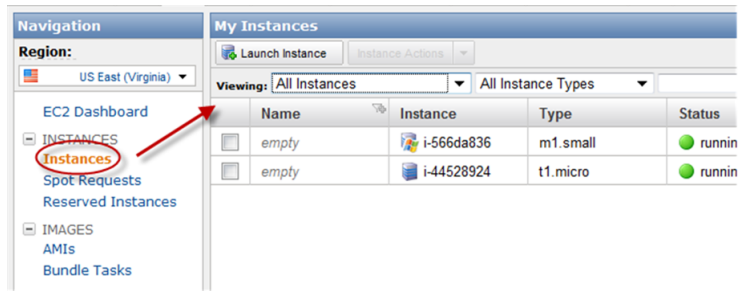 Navigation
Region:
US East (Virginia)
EC2 Dashboard
INSTANCES
Instances
Spot Requests
Reserved Instances
IMAGES
AMIs
Bundle Tasks
My Instances
Launch Instance Instance Actions
Viewing: All Instances All Instance Types
Name Instance Type Status
empty i-566da836 m1.small runnin
empty i-44528924 t1.micro runnin